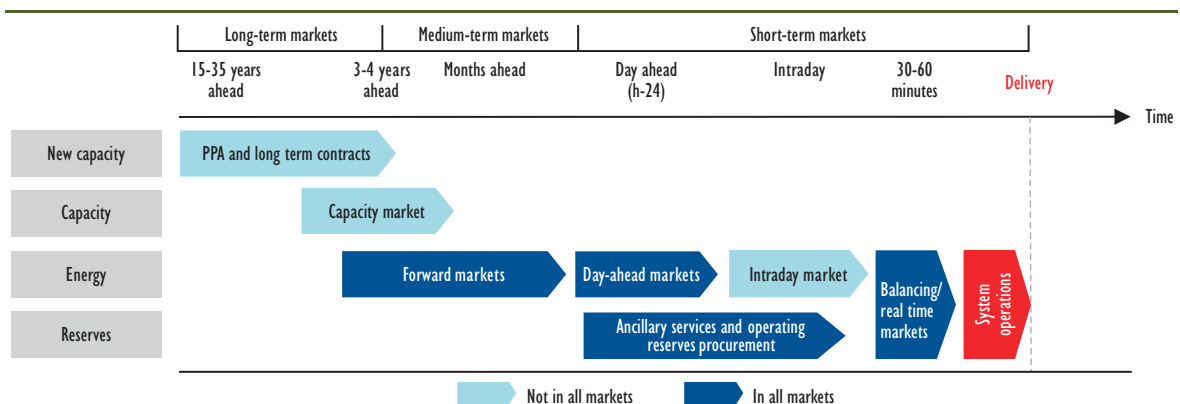 Long-term markets
Medium-term markets
Short-term markets
15-35 years
ahead
3-4 years
ahead
Months ahead
Day ahead
(h-24)
Intraday
30-60
minutes
Delivery
Time
New capacity
PPA and long term contracts
Capacity
Capacity market
Energy
Forward markets
Day-ahead markets
Intraday market
Balancing/
real time
markets
System
operations
Reserves
Ancillary services and operating
reserves procurement
Not in all markets
In all markets